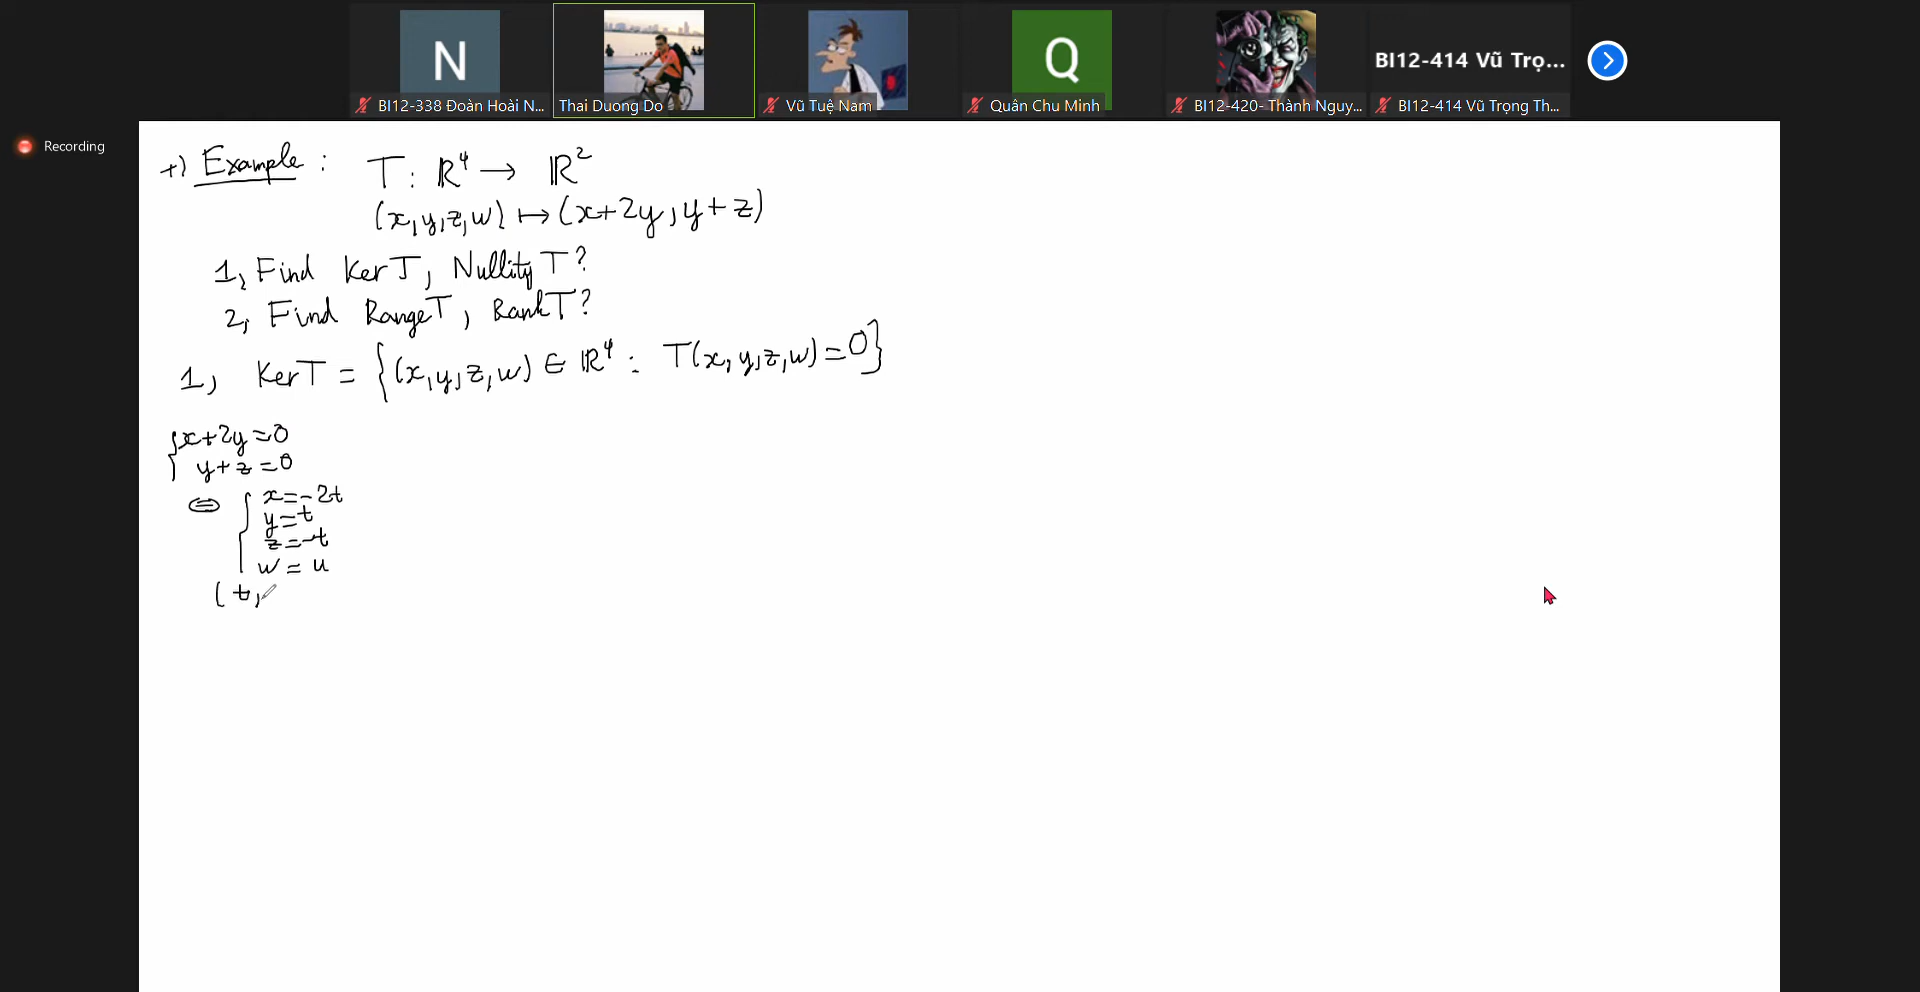 N
Q
BI12-414 Vũ Trọ...
BI12-338 Đoàn Hoài N...
Thai Duong Do
Vũ Tuệ Nam
Quân Chu Minh
BI12-420- Thành Nguy...
BI12-414 Vũ Trọng Th...
Recording
+) Example : T: ℝ⁴ → ℝ²
(x,y,z,w) ↦ (x+2y, y+z)
1, Find KerT, Nullity T?
2, Find RangeT, RankT?
1, KerT = {(x,y,z,w) ∈ ℝ⁴ : T(x,y,z,w)=0}
{x+2y=0
y+z=0
⇔ { x=-2t
y=t
z=-t
w=u
(t,